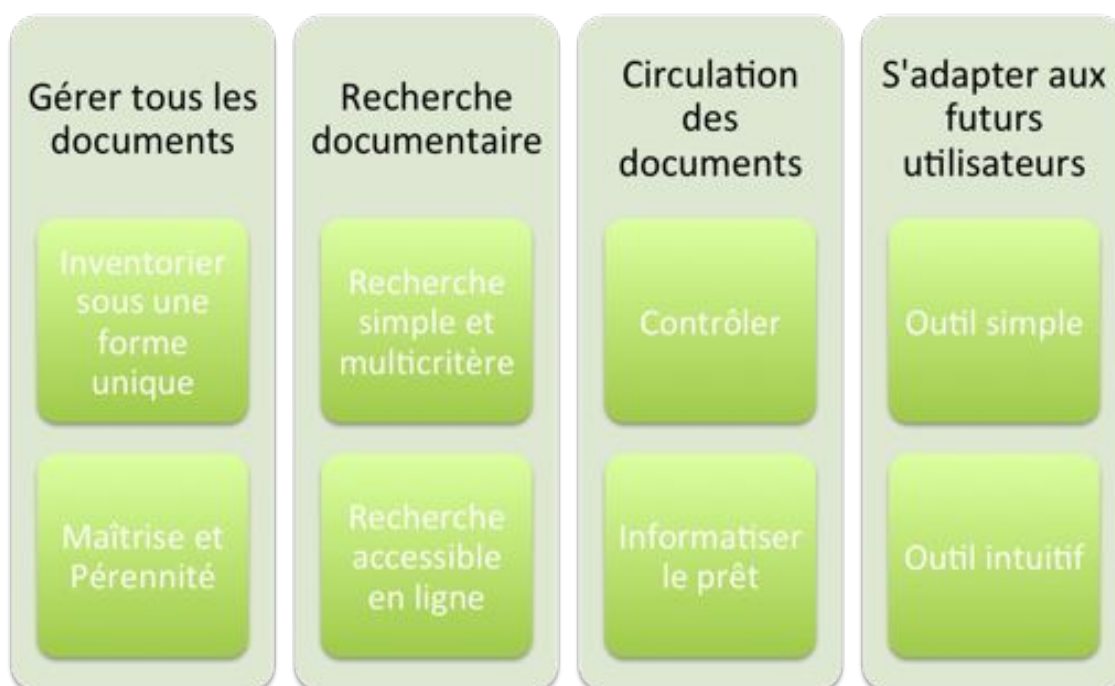 Gérer tous les
documents
Inventorier
sous une
forme
unique
Maîtrise et
Pérennité
Recherche
documentaire
Recherche
simple et
multicritère
Recherche
accessible
en ligne
Circulation
des
documents
Contrôler
Informatiser
le prêt
S'adapter aux
futurs
utilisateurs
Outil simple
Outil intuitif